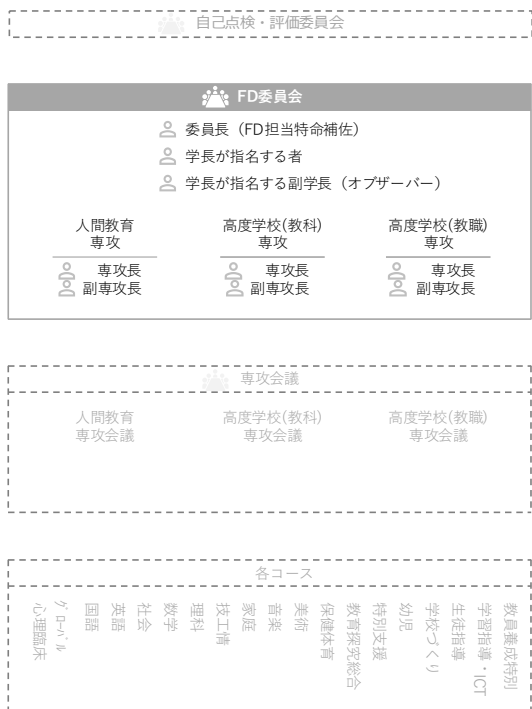 自己点検・評価委員会
FD委員会
委員長（FD担当特命補佐）
学長が指名する者
学長が指名する副学長（オブザーバー）
人間教育
専攻
専攻長
副専攻長
高度学校(教科)
専攻
専攻長
副専攻長
高度学校(教職)
専攻
専攻長
副専攻長
専攻会議
人間教育
専攻会議
高度学校(教科)
専攻会議
高度学校(教職)
専攻会議
各コース
心理臨床
グローバル
国語
英語
社会
数学
理科
技工情
家庭
音楽
美術
保健体育
教育探究総合
特別支援
幼児
学校づくり
生徒指導
学習指導・ICT
教員養成特別